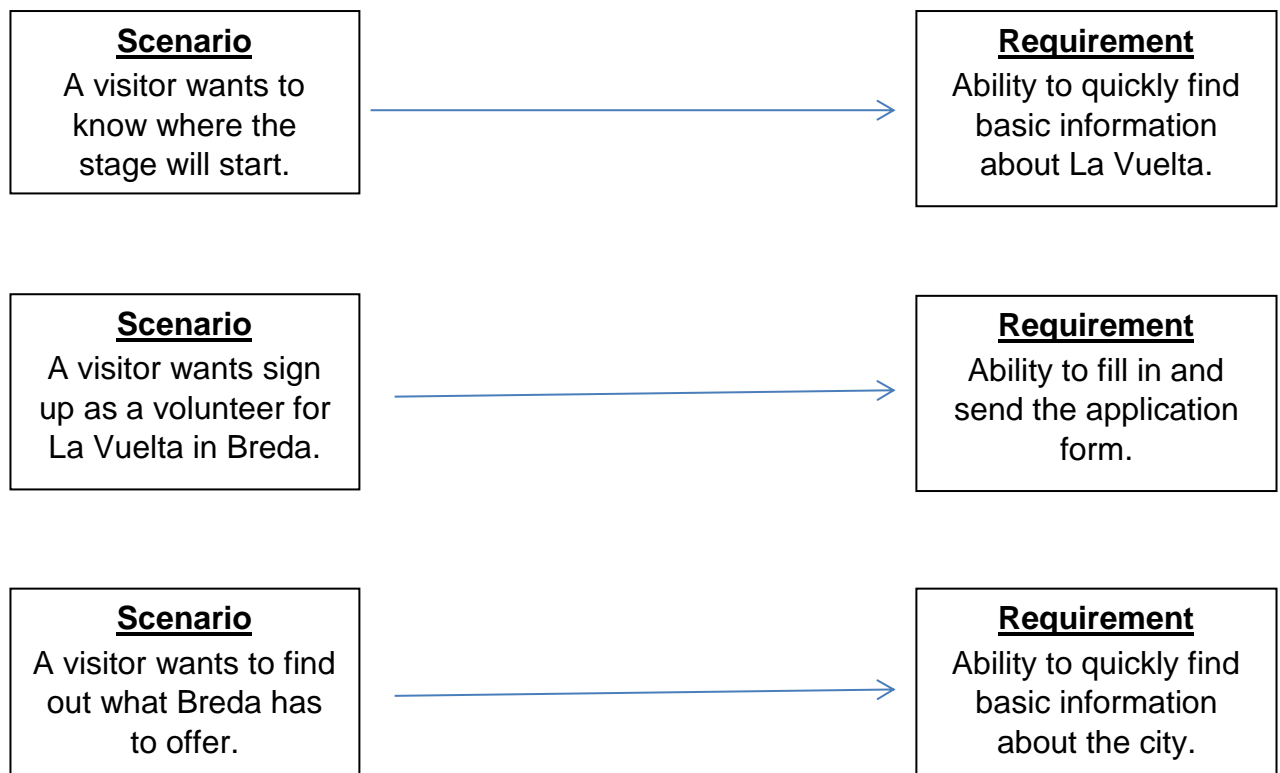 Scenario
A visitor wants to
know where the
stage will start.
Requirement
Ability to quickly find
basic information
about La Vuelta.
Scenario
A visitor wants sign
up as a volunteer for
La Vuelta in Breda.
Requirement
Ability to fill in and
send the application
form.
Scenario
A visitor wants to find
out what Breda has
to offer.
Requirement
Ability to quickly find
basic information
about the city.